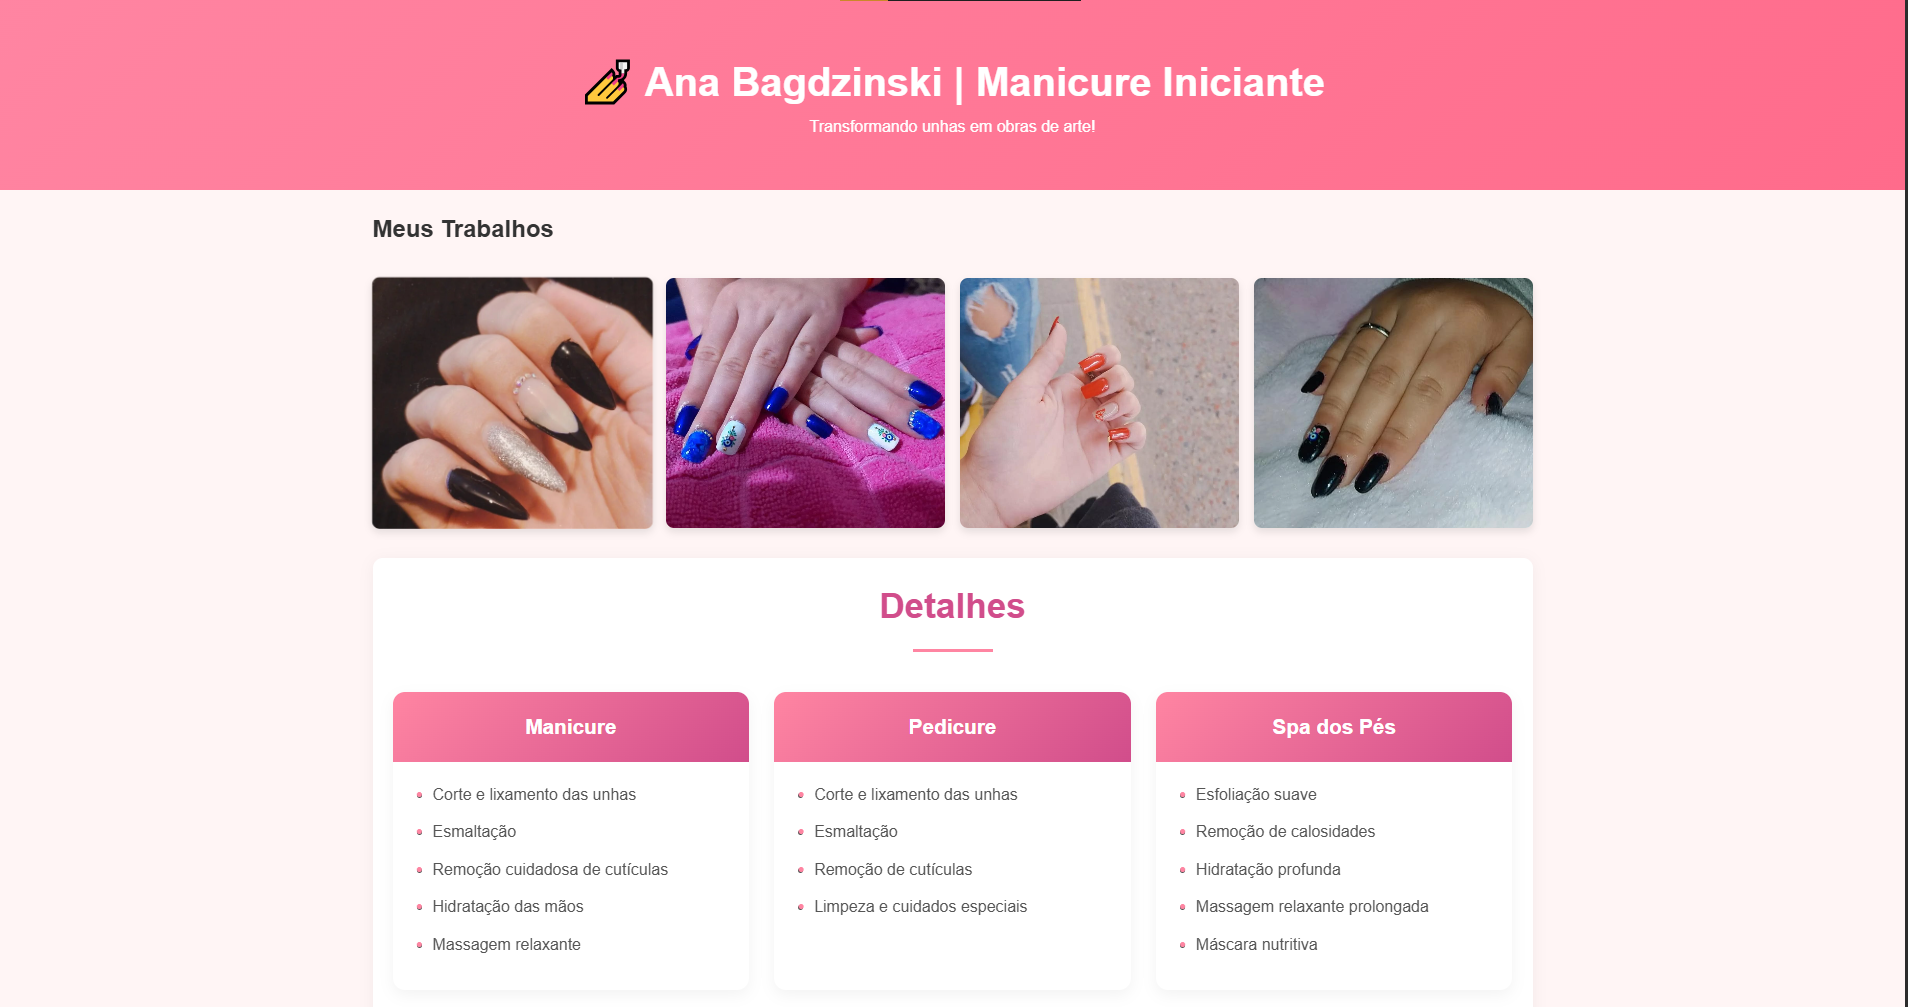 Ana Bagdzinski | Manicure Iniciante
Transformando unhas em obras de arte!
Meus Trabalhos
Detalhes
Manicure
Corte e lixamento das unhas
Esmaltação
Remoção cuidadosa de cutículas
Hidratação das mãos
Massagem relaxante
Pedicure
Corte e lixamento das unhas
Esmaltação
Remoção de cutículas
Limpeza e cuidados especiais
Spa dos Pés
Esfoliação suave
Remoção de calosidades
Hidratação profunda
Massagem relaxante prolongada
Máscara nutritiva